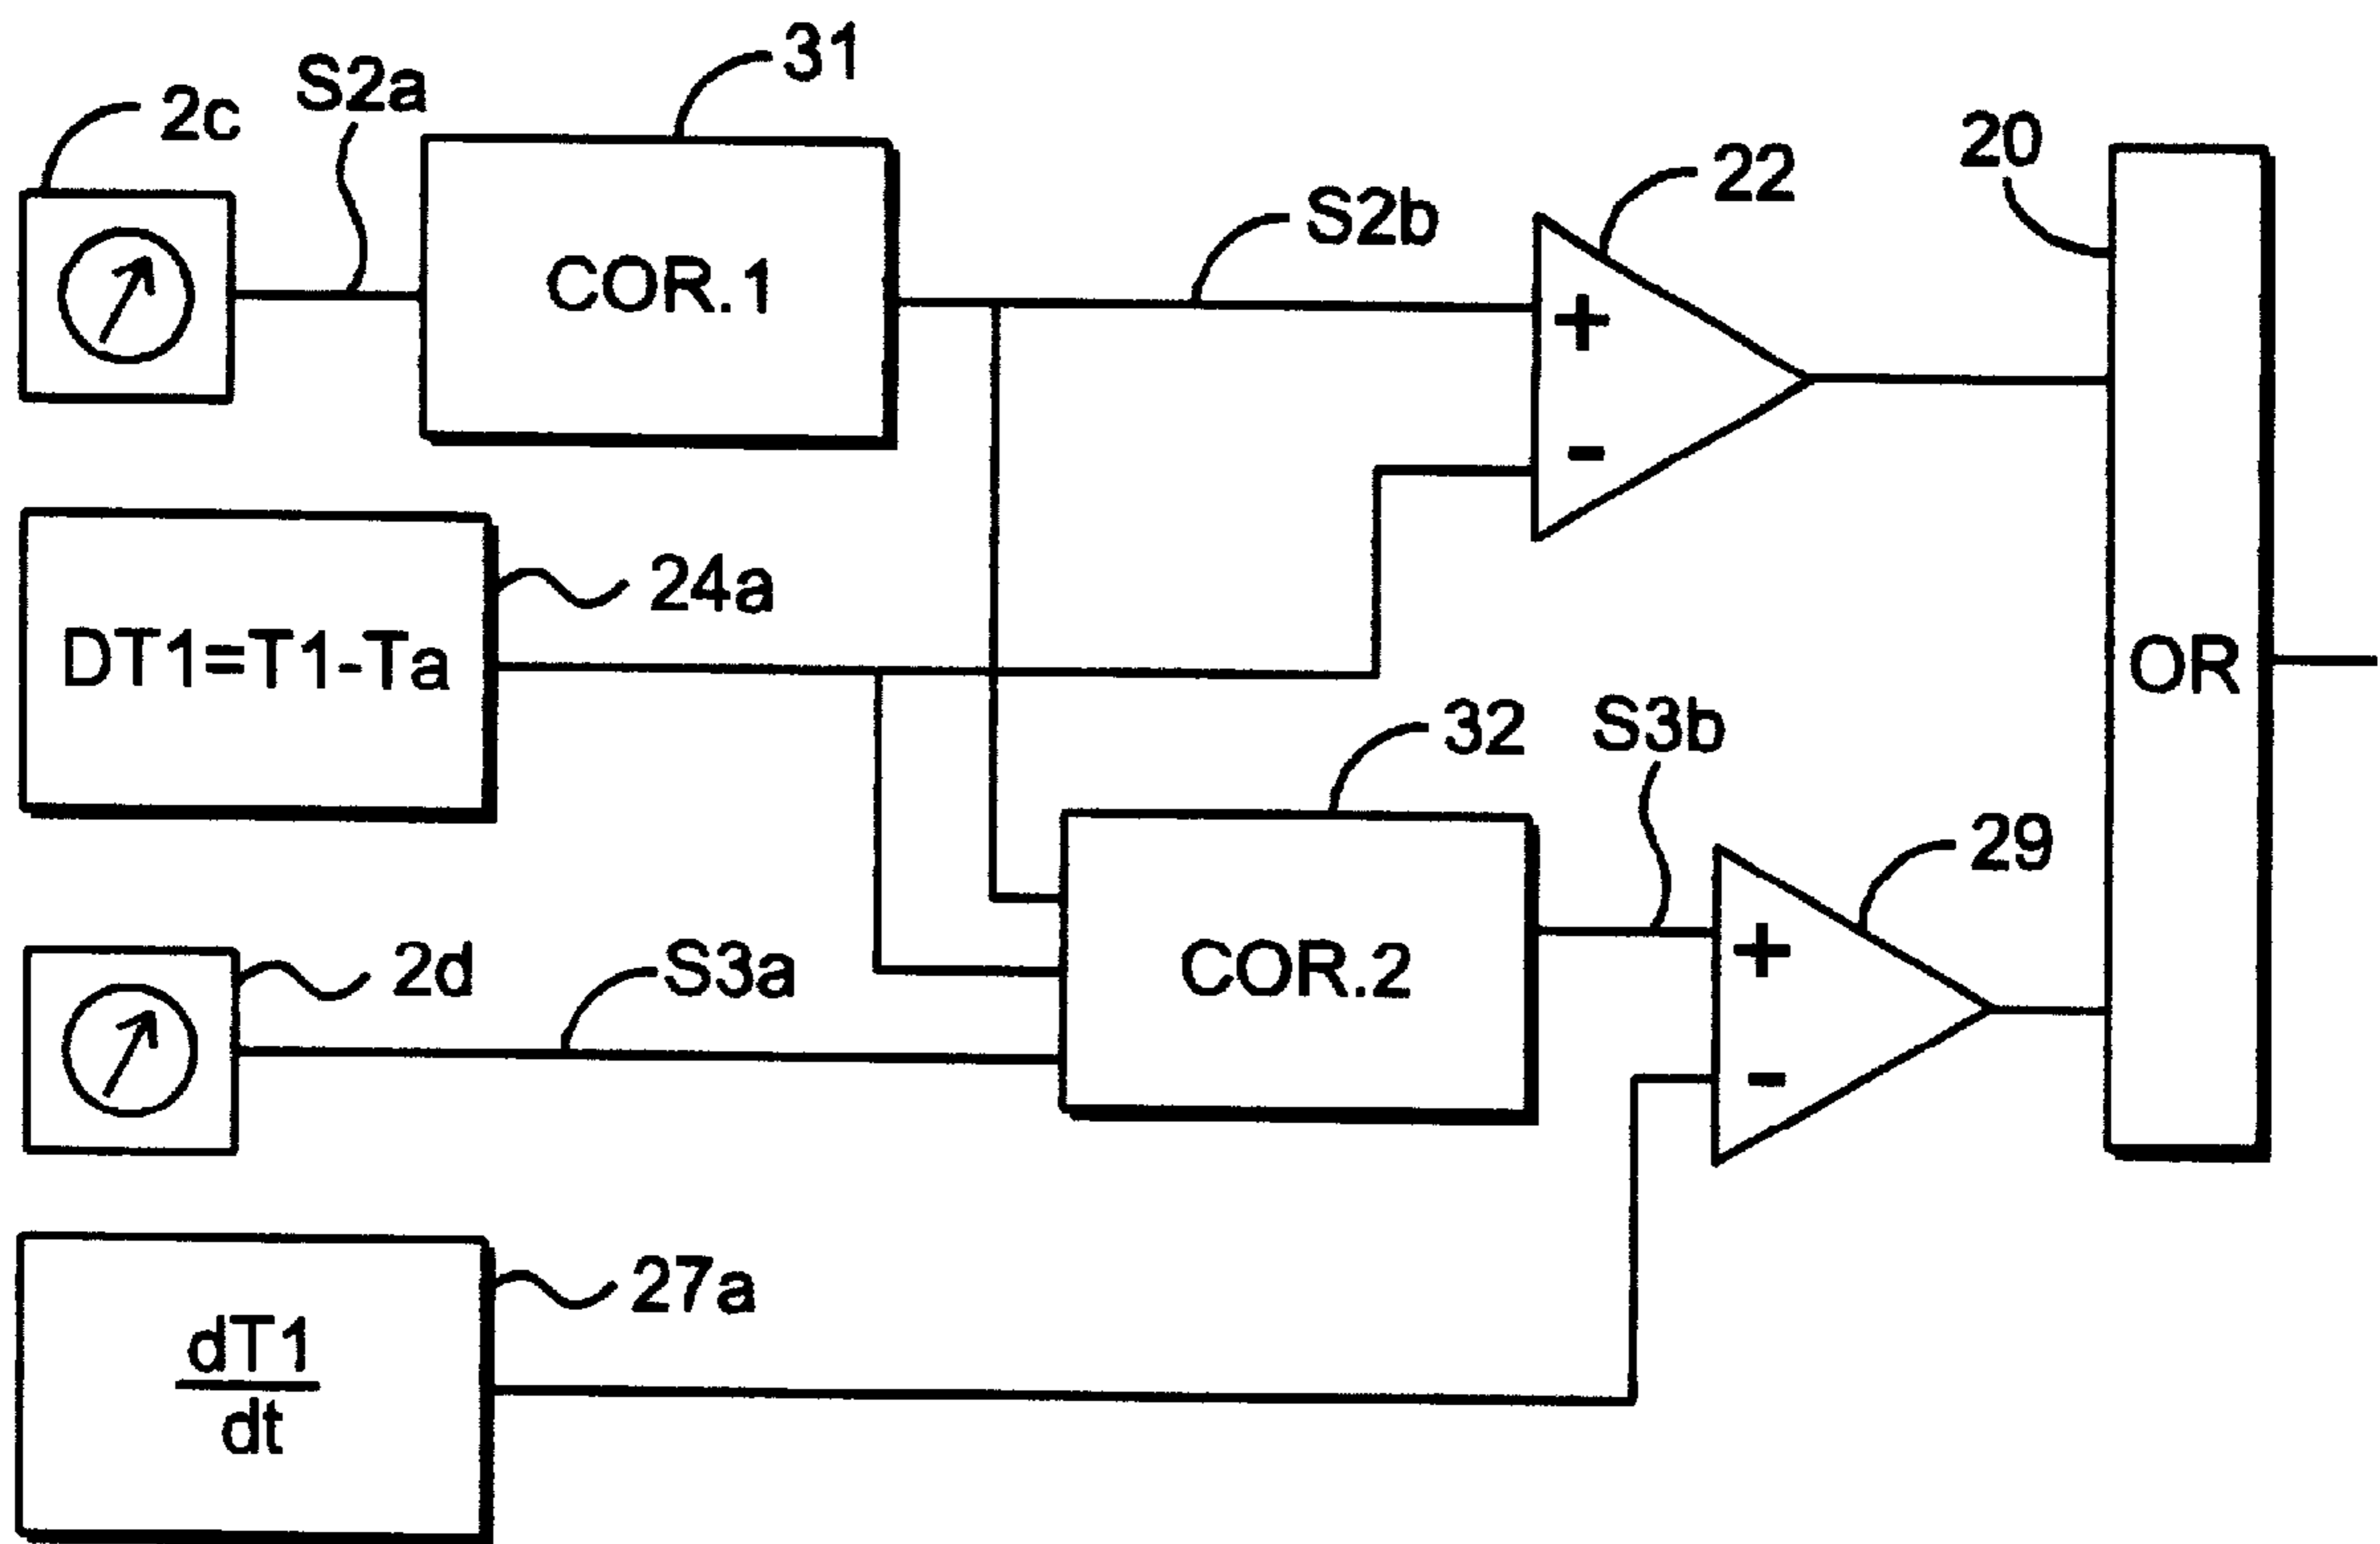 31
S2a
2c
20
22
S2b
COR.1
+
-
24a
DT1=T1-Ta
OR
32
S3b
29
2d
S3a
COR.2
+
-
27a
dT1
dt